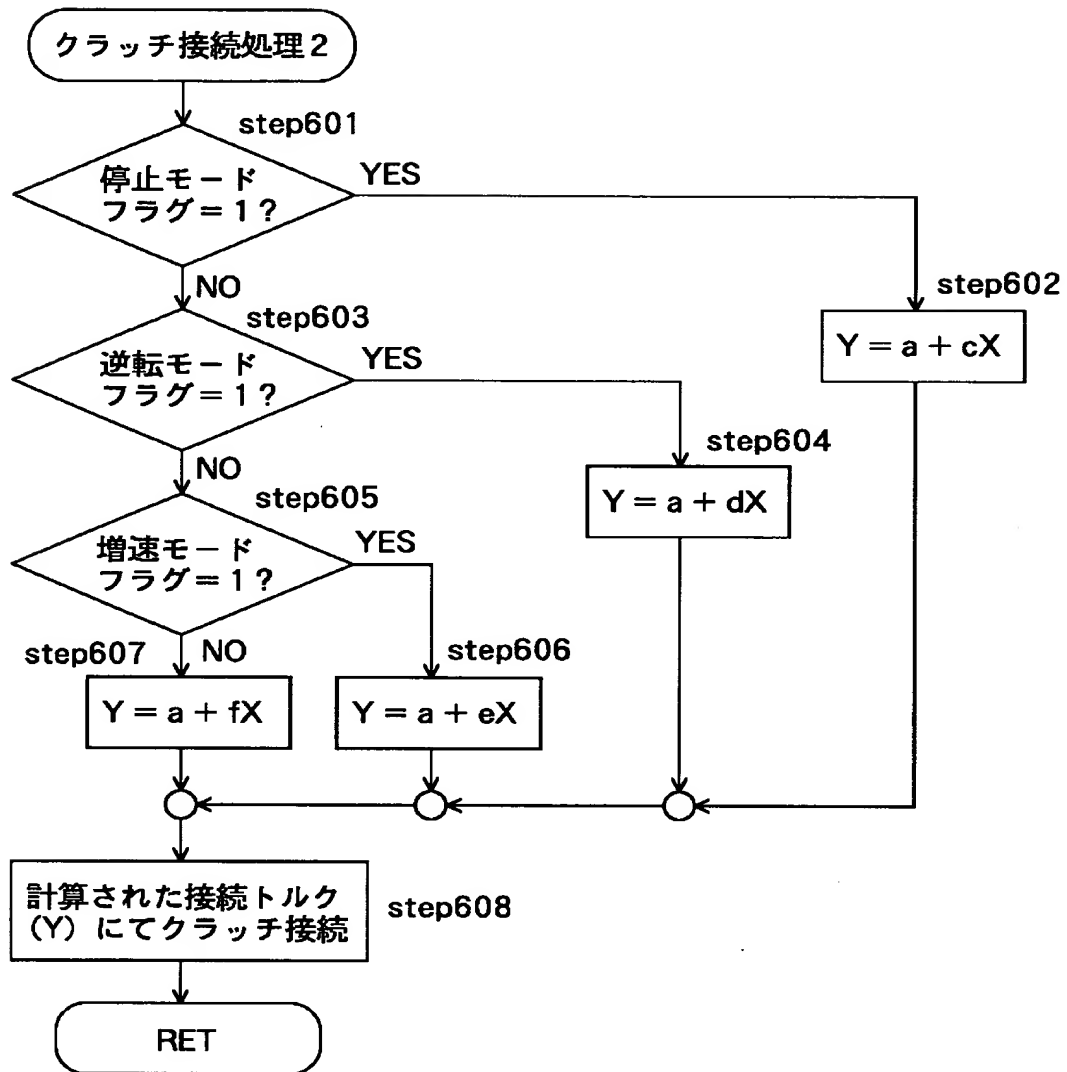 クラッチ接続処理2
step601
停止モード
フラグ=1?
YES
NO
step602
Y = a + cX
step603
逆転モード
フラグ=1?
YES
NO
step604
Y = a + dX
step605
増速モード
フラグ=1?
YES
NO
step607
Y = a + fX
step606
Y = a + eX
計算された接続トルク
(Y) にてクラッチ接続
step608
RET